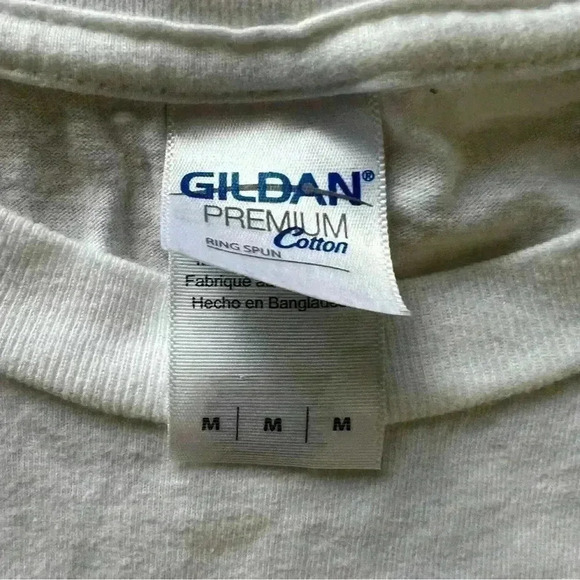 GILDAN®
PREMIUM
Cotton
RING SPUN
Fabrique
Hecho en
M | M | M